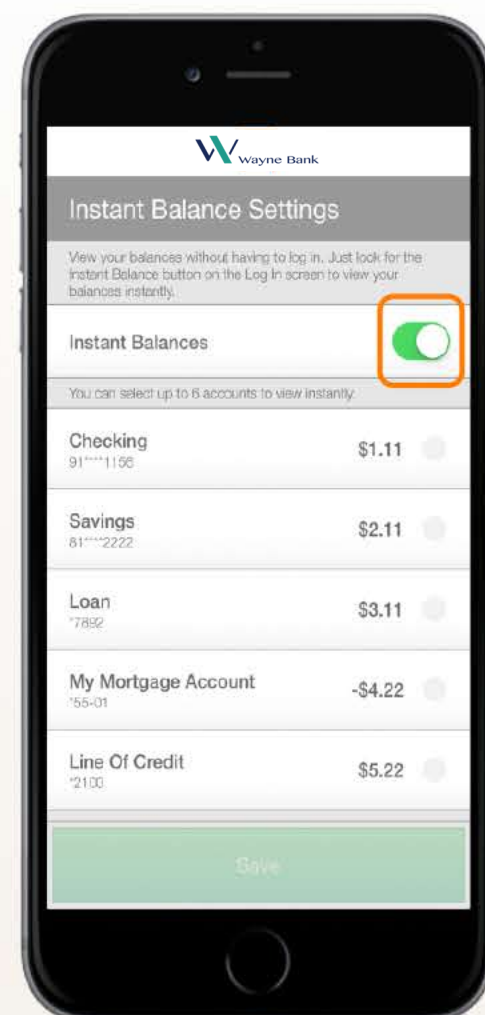 Wayne Bank
Instant Balance Settings
View your balances without having to log in. Just look for the
Instant Balance button on the Log In screen to view your
balances instantly.
Instant Balances
You can select up to 6 accounts to view instantly.
Checking
$1.11
91****1156
Savings
$2.11
81****2222
Loan
$3.11
*7892
My Mortgage Account
-$4.22
*55-01
Line Of Credit
$5.22
*2103
Save